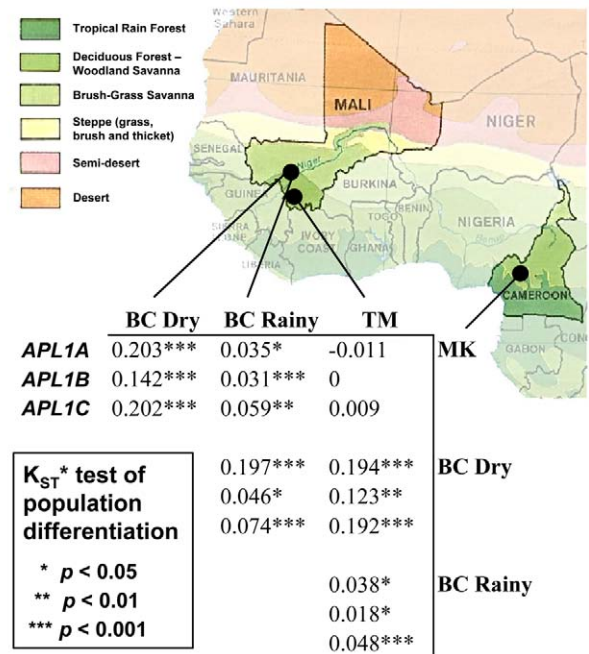 Western
Sahara
Tropical Rain Forest
Deciduous Forest –
Woodland Savanna
Brush-Grass Savanna
Steppe (grass,
brush and thicket)
Semi-desert
Desert
MAURITANIA
MALI
NIGER
SENEGAL
Niger
GUINEA
BURKINA
BENIN
TOGO
NIGERIA
SIERRA
LEONE
IVORY
COAST
GHANA
LIBERIA
CAMEROON
GABON
CONG
BC Dry BC Rainy TM
APL1A 0.203*** 0.035* -0.011 MK
APL1B 0.142*** 0.031*** 0
APL1C 0.202*** 0.059** 0.009
0.197*** 0.194*** BC Dry
0.046* 0.123**
0.074*** 0.192***
0.038* BC Rainy
0.018*
0.048***
KST* test of
population
differentiation
* p < 0.05
** p < 0.01
*** p < 0.001